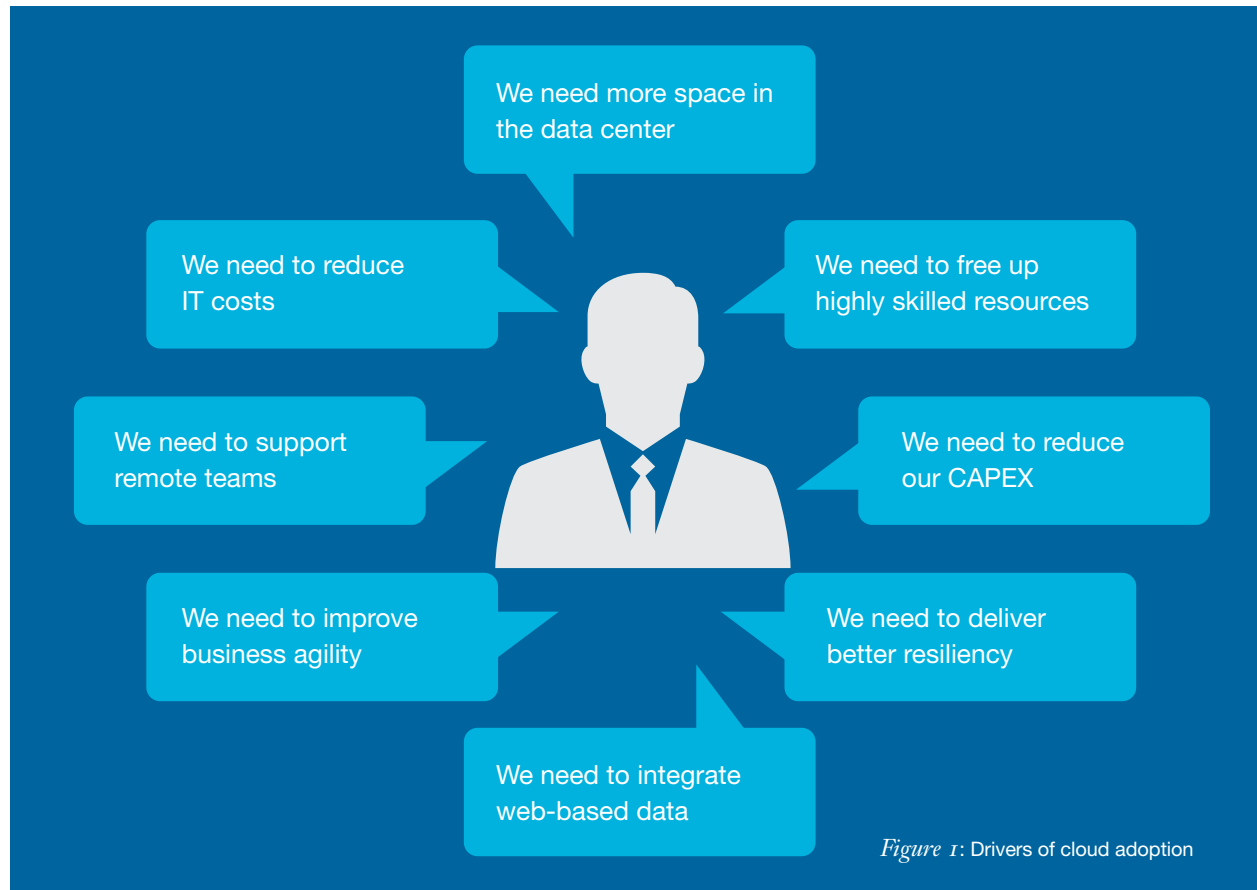 We need more space in
the data center
We need to reduce
IT costs
We need to free up
highly skilled resources
We need to support
remote teams
We need to reduce
our CAPEX
We need to improve
business agility
We need to deliver
better resiliency
We need to integrate
web-based data
Figure 1: Drivers of cloud adoption